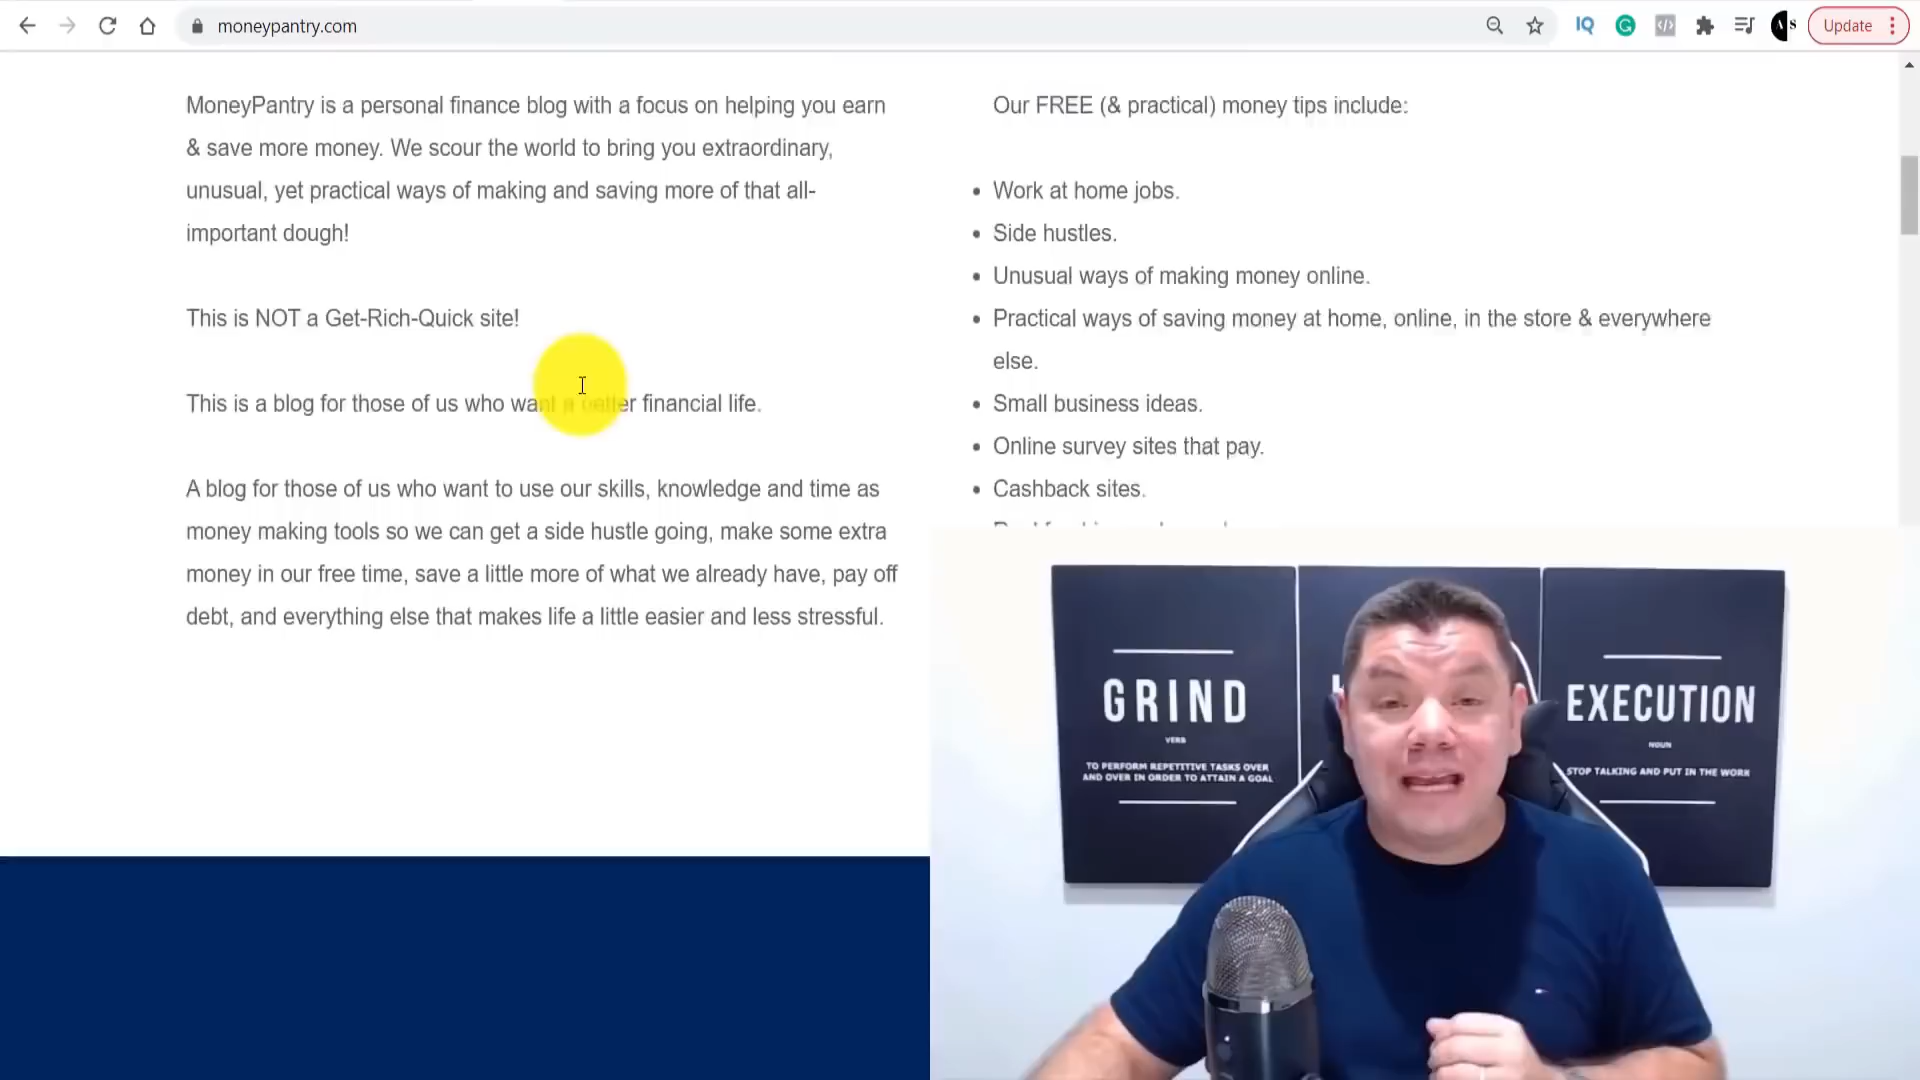 moneypantry.com
Update
MoneyPantry is a personal finance blog with a focus on helping you earn
& save more money. We scour the world to bring you extraordinary,
unusual, yet practical ways of making and saving more of that all-
important dough!
This is NOT a Get-Rich-Quick site!
This is a blog for those of us who want a better financial life.
A blog for those of us who want to use our skills, knowledge and time as
money making tools so we can get a side hustle going, make some extra
money in our free time, save a little more of what we already have, pay off
debt, and everything else that makes life a little easier and less stressful.
Our FREE (& practical) money tips include:
• Work at home jobs.
• Side hustles.
• Unusual ways of making money online.
• Practical ways of saving money at home, online, in the store & everywhere
else.
• Small business ideas.
• Online survey sites that pay.
• Cashback sites.
GRIND
VERB
TO PERFORM REPETITIVE TASKS OVER
AND OVER IN ORDER TO ATTAIN A GOAL
EXECUTION
NOUN
STOP TALKING AND PUT IN THE WORK